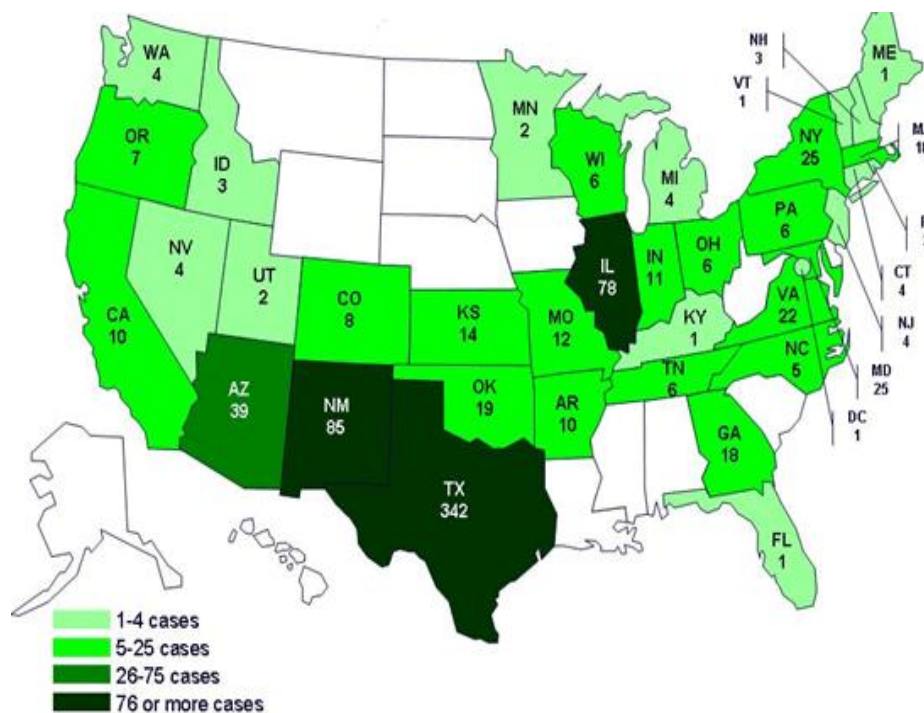 WA
4
OR
7
ID
3
NV
4
UT
2
CA
10
AZ
39
CO
8
NM
85
KS
14
OK
19
TX
342
MN
2
WI
6
IL
78
MO
12
AR
10
MI
4
IN
11
OH
6
KY
1
TN
6
GA
18
FL
1
NC
5
VA
22
PA
6
NY
25
ME
1
NH
3
VT
1
CT
4
NJ
4
MD
25
DC
1
1-4 cases
5-25 cases
26-75 cases
76 or more cases